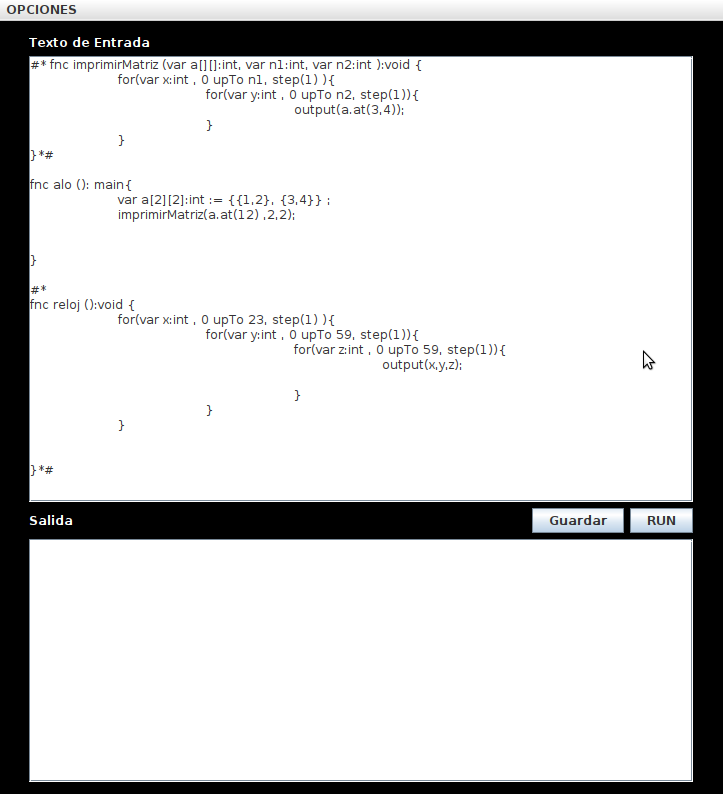 OPCIONES
Texto de Entrada
#* fnc imprimirMatriz (var a[][]:int, var n1:int, var n2:int ):void {
for(var x:int , 0 upTo n1, step(1) ){
for(var y:int , 0 upTo n2, step(1)){
output(a.at(3,4));
}
}
}*#
fnc alo (): main{
var a[2][2]:int := {{1,2}, {3,4}} ;
imprimirMatriz(a.at(12) ,2,2);
}
#*
fnc reloj ():void {
for(var x:int , 0 upTo 23, step(1) ){
for(var y:int , 0 upTo 59, step(1)){
for(var z:int , 0 upTo 59, step(1)){
output(x,y,z);
}
}
}
}*#
Salida
Guardar RUN